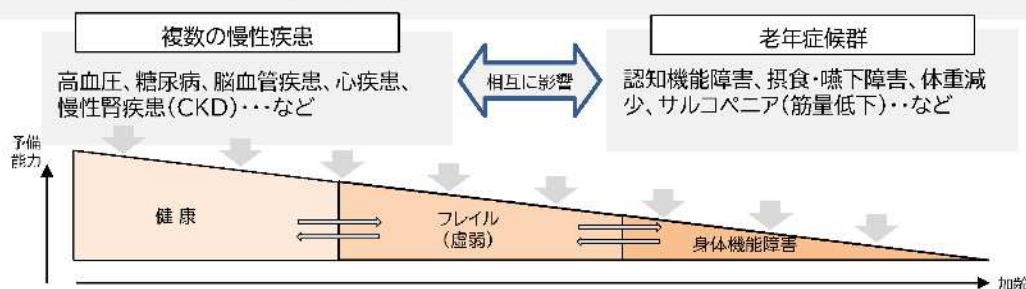 複数の慢性疾患
高血圧、糖尿病、脳血管疾患、心疾患、
慢性腎疾患(CKD)・・・など
相互に影響
老年症候群
認知機能障害、摂食・嚥下障害、体重減
少、サルコペニア(筋量低下)・・など
予備
能力
健 康
フレイル
(虚弱)
身体機能障害
加齢